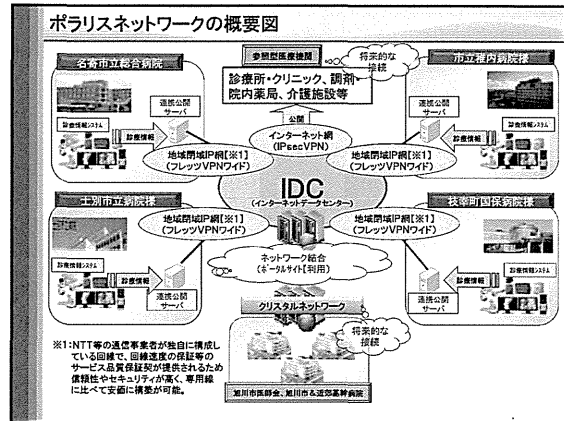 ポラリスネットワークの概要図
名寄市立総合病院
参照型医療機関
将来的な
接続
市立稚内病院様
診療所・クリニック、調剤・
院内薬局、介護施設等
連携公開
サーバ
診療情報システム
診療情報
公開
インターネット網
(IPsecVPN)
連携公開
サーバ
診療情報
診療情報システム
地域閉域IP網[※1]
(フレッツVPNワイド)
地域閉域IP網[※1]
(フレッツVPNワイド)
IDC
(インターネットデータセンター)
士別市立病院様
地域閉域IP網[※1]
(フレッツVPNワイド)
地域閉域IP網[※1]
(フレッツVPNワイド)
枝幸町国保病院様
診療情報システム
診療情報
連携公開
サーバ
ネットワーク結合
(ポータルサイト利用)
連携公開
サーバ
診療情報
診療情報システム
クリスタルネットワーク
将来的な
接続
※1:NTT等の通信事業者が独自に構成し
ている回線で、回線速度の保証等の
サービス品質保証契が提供されるため
信頼性やセキュリティが高く、専用線
に比べて安価に構築が可能。
旭川市医師会、旭川市&近郊基幹病院